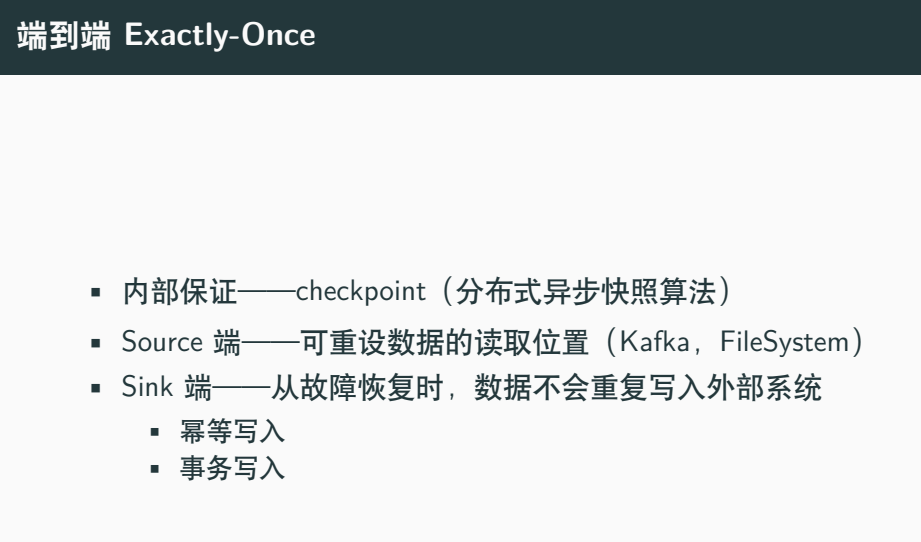 端到端 Exactly-Once
▪ 内部保证——checkpoint（分布式异步快照算法）
▪ Source 端——可重设数据的读取位置（Kafka，FileSystem）
▪ Sink 端——从故障恢复时，数据不会重复写入外部系统
▪ 幂等写入
▪ 事务写入